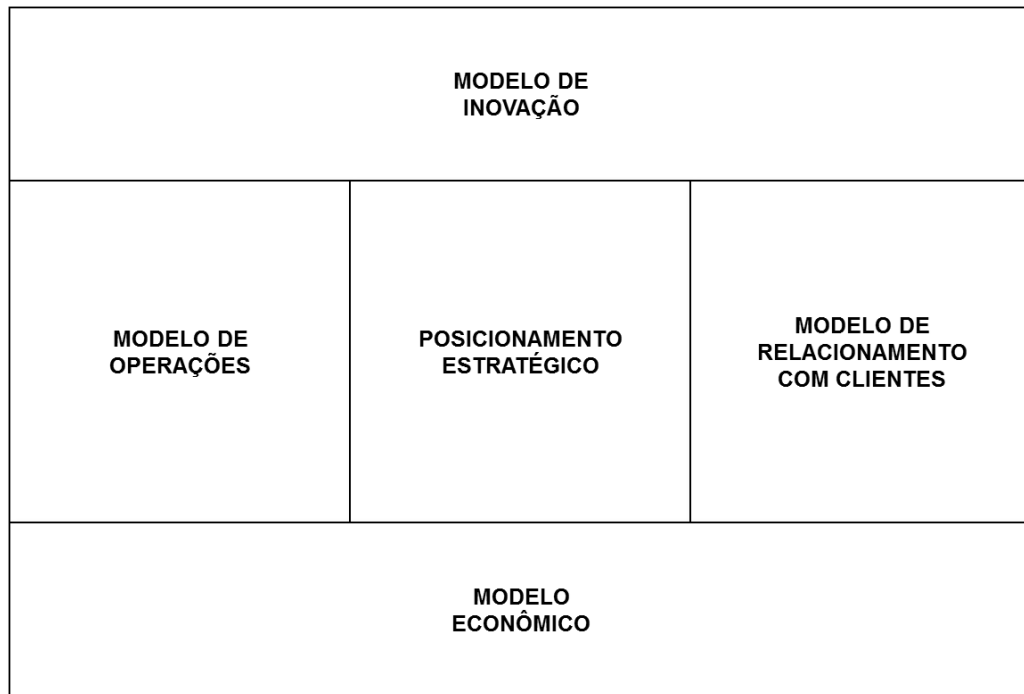 MODELO DE
INOVAÇÃO
MODELO DE
OPERAÇÕES
POSICIONAMENTO
ESTRATÉGICO
MODELO DE
RELACIONAMENTO
COM CLIENTES
MODELO
ECONÔMICO